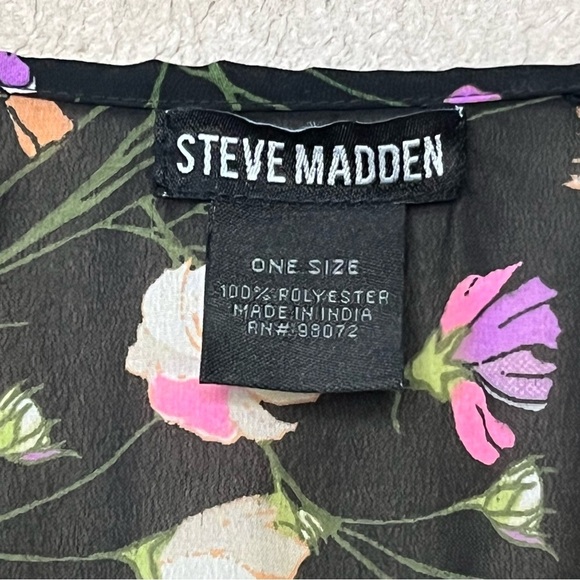 STEVE MADDEN
ONE SIZE
100% POLYESTER
MADE IN INDIA
RN#:98072